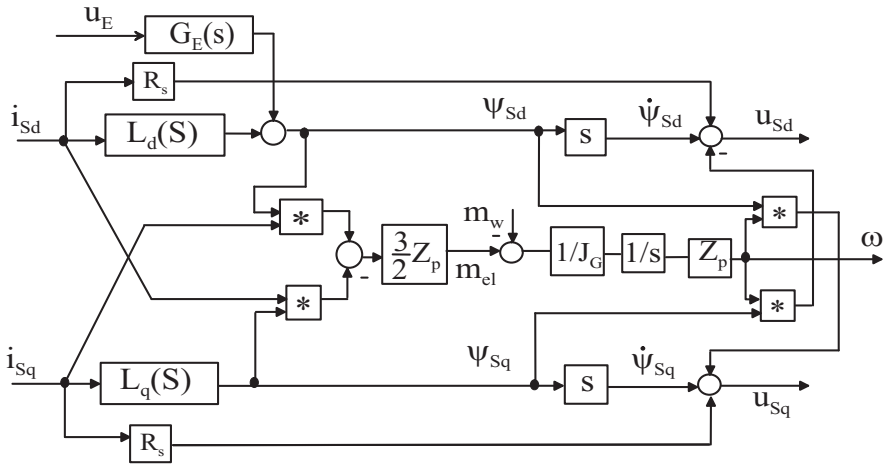 u_E
G_E(s)
R_s
i_Sd
L_d(S)
ψ_Sd
s
ψ̇_Sd
u_Sd
-
*
m_w
-
*
3/2 Z_p
-
m_el
1/J_G
1/s
Z_p
ω
*
*
i_Sq
L_q(S)
ψ_Sq
s
ψ̇_Sq
u_Sq
R_s